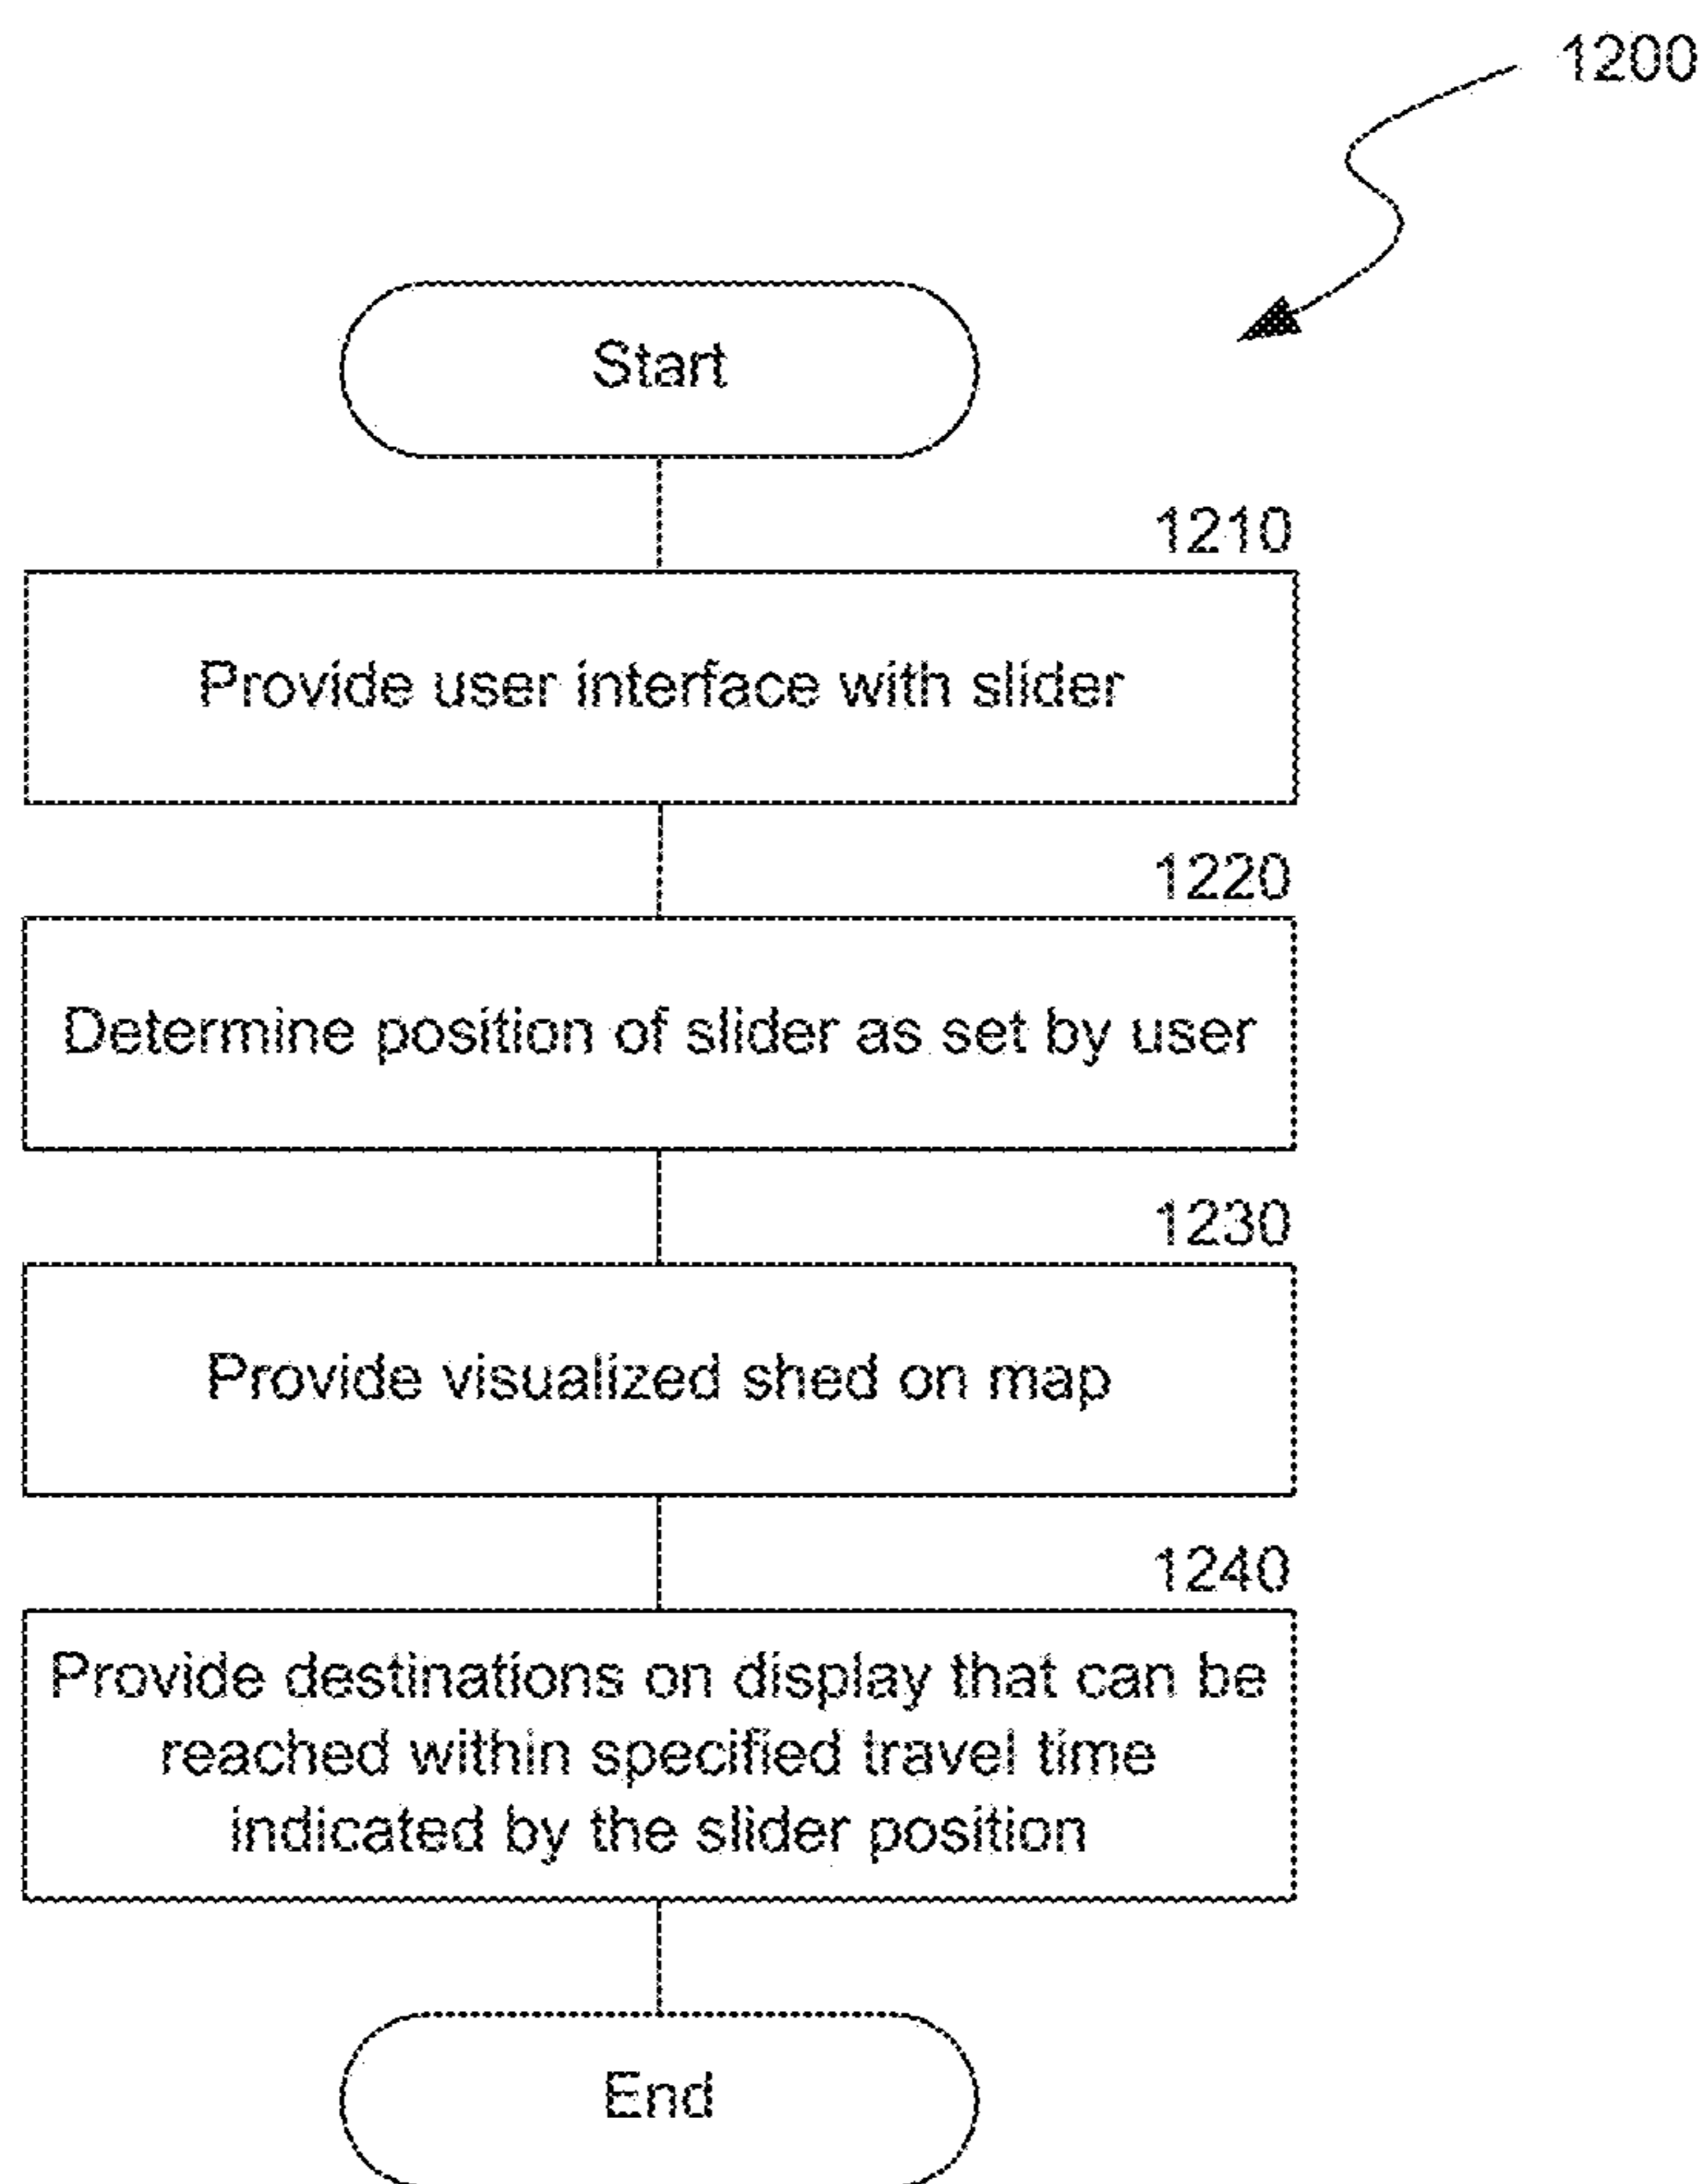 1200
Start
1210
Provide user interface with slider
1220
Determine position of slider as set by user
1230
Provide visualized shed on map
1240
Provide destinations on display that can be
reached within specified travel time
indicated by the slider position
End